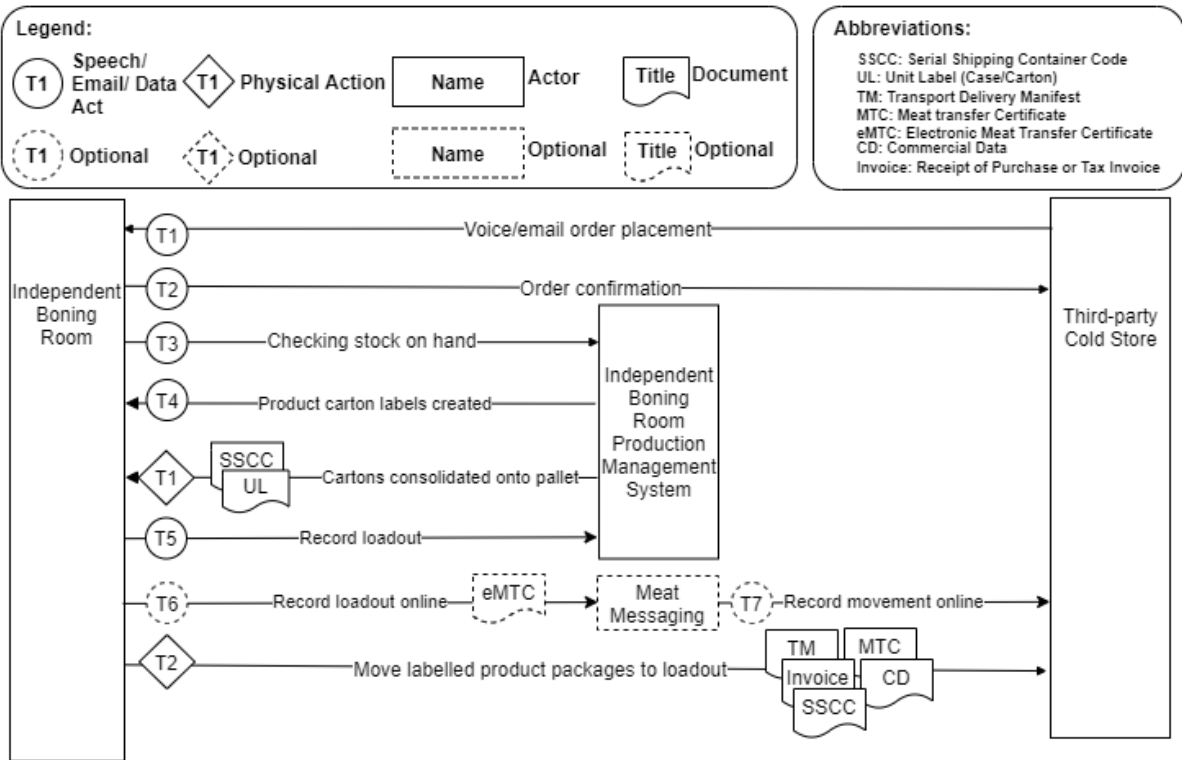 Legend:
T1
Speech/
Email/ Data
Act
T1
Physical Action
Name
Actor
Title
Document
T1
Optional
T1
Optional
Name
Optional
Title
Optional
Abbreviations:
SSCC: Serial Shipping Container Code
UL: Unit Label (Case/Carton)
TM: Transport Delivery Manifest
MTC: Meat transfer Certificate
eMTC: Electronic Meat Transfer Certificate
CD: Commercial Data
Invoice: Receipt of Purchase or Tax Invoice
Independent
Boning
Room
T1
Voice/email order placement
T2
Order confirmation
T3
Checking stock on hand
T4
Product carton labels created
T1
SSCC
UL
Cartons consolidated onto pallet
T5
Record loadout
Independent
Boning
Room
Production
Management
System
Third-party
Cold Store
T6
Record loadout online
eMTC
Meat
Messaging
T7
Record movement online
T2
Move labelled product packages to loadout
TM
MTC
Invoice
CD
SSCC